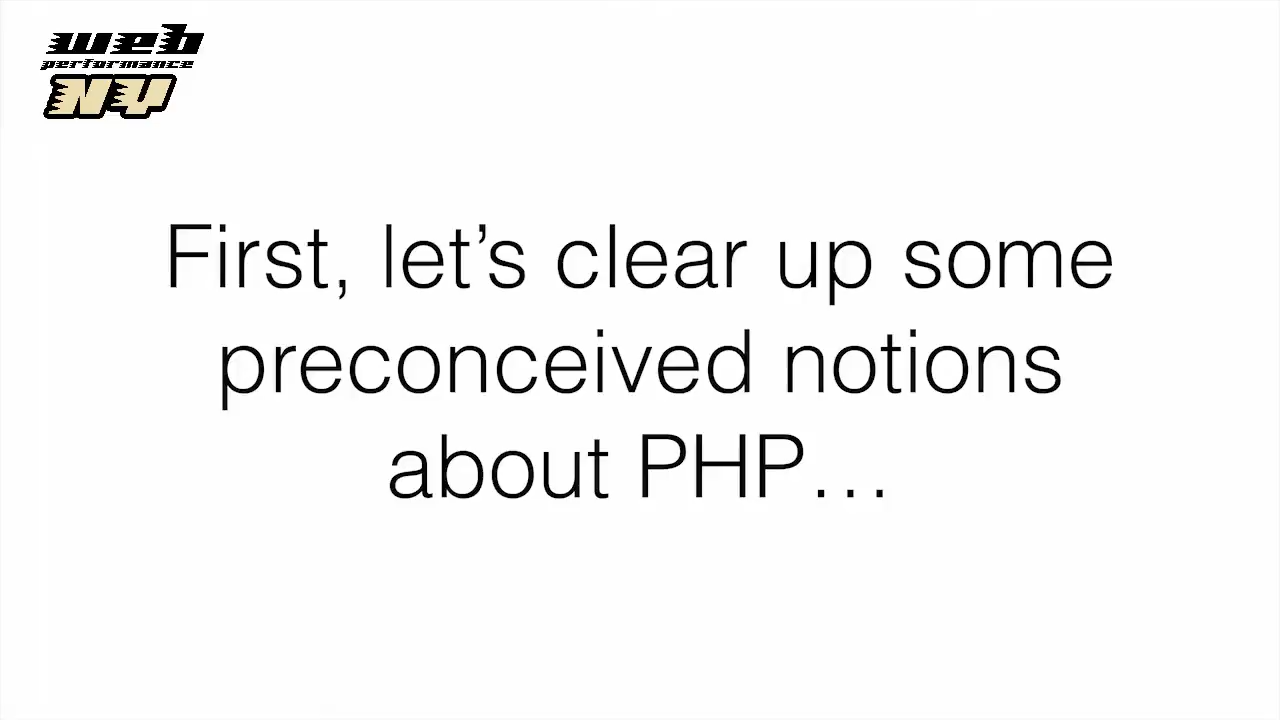 web
performance
NY
First, let’s clear up some
preconceived notions
about PHP…